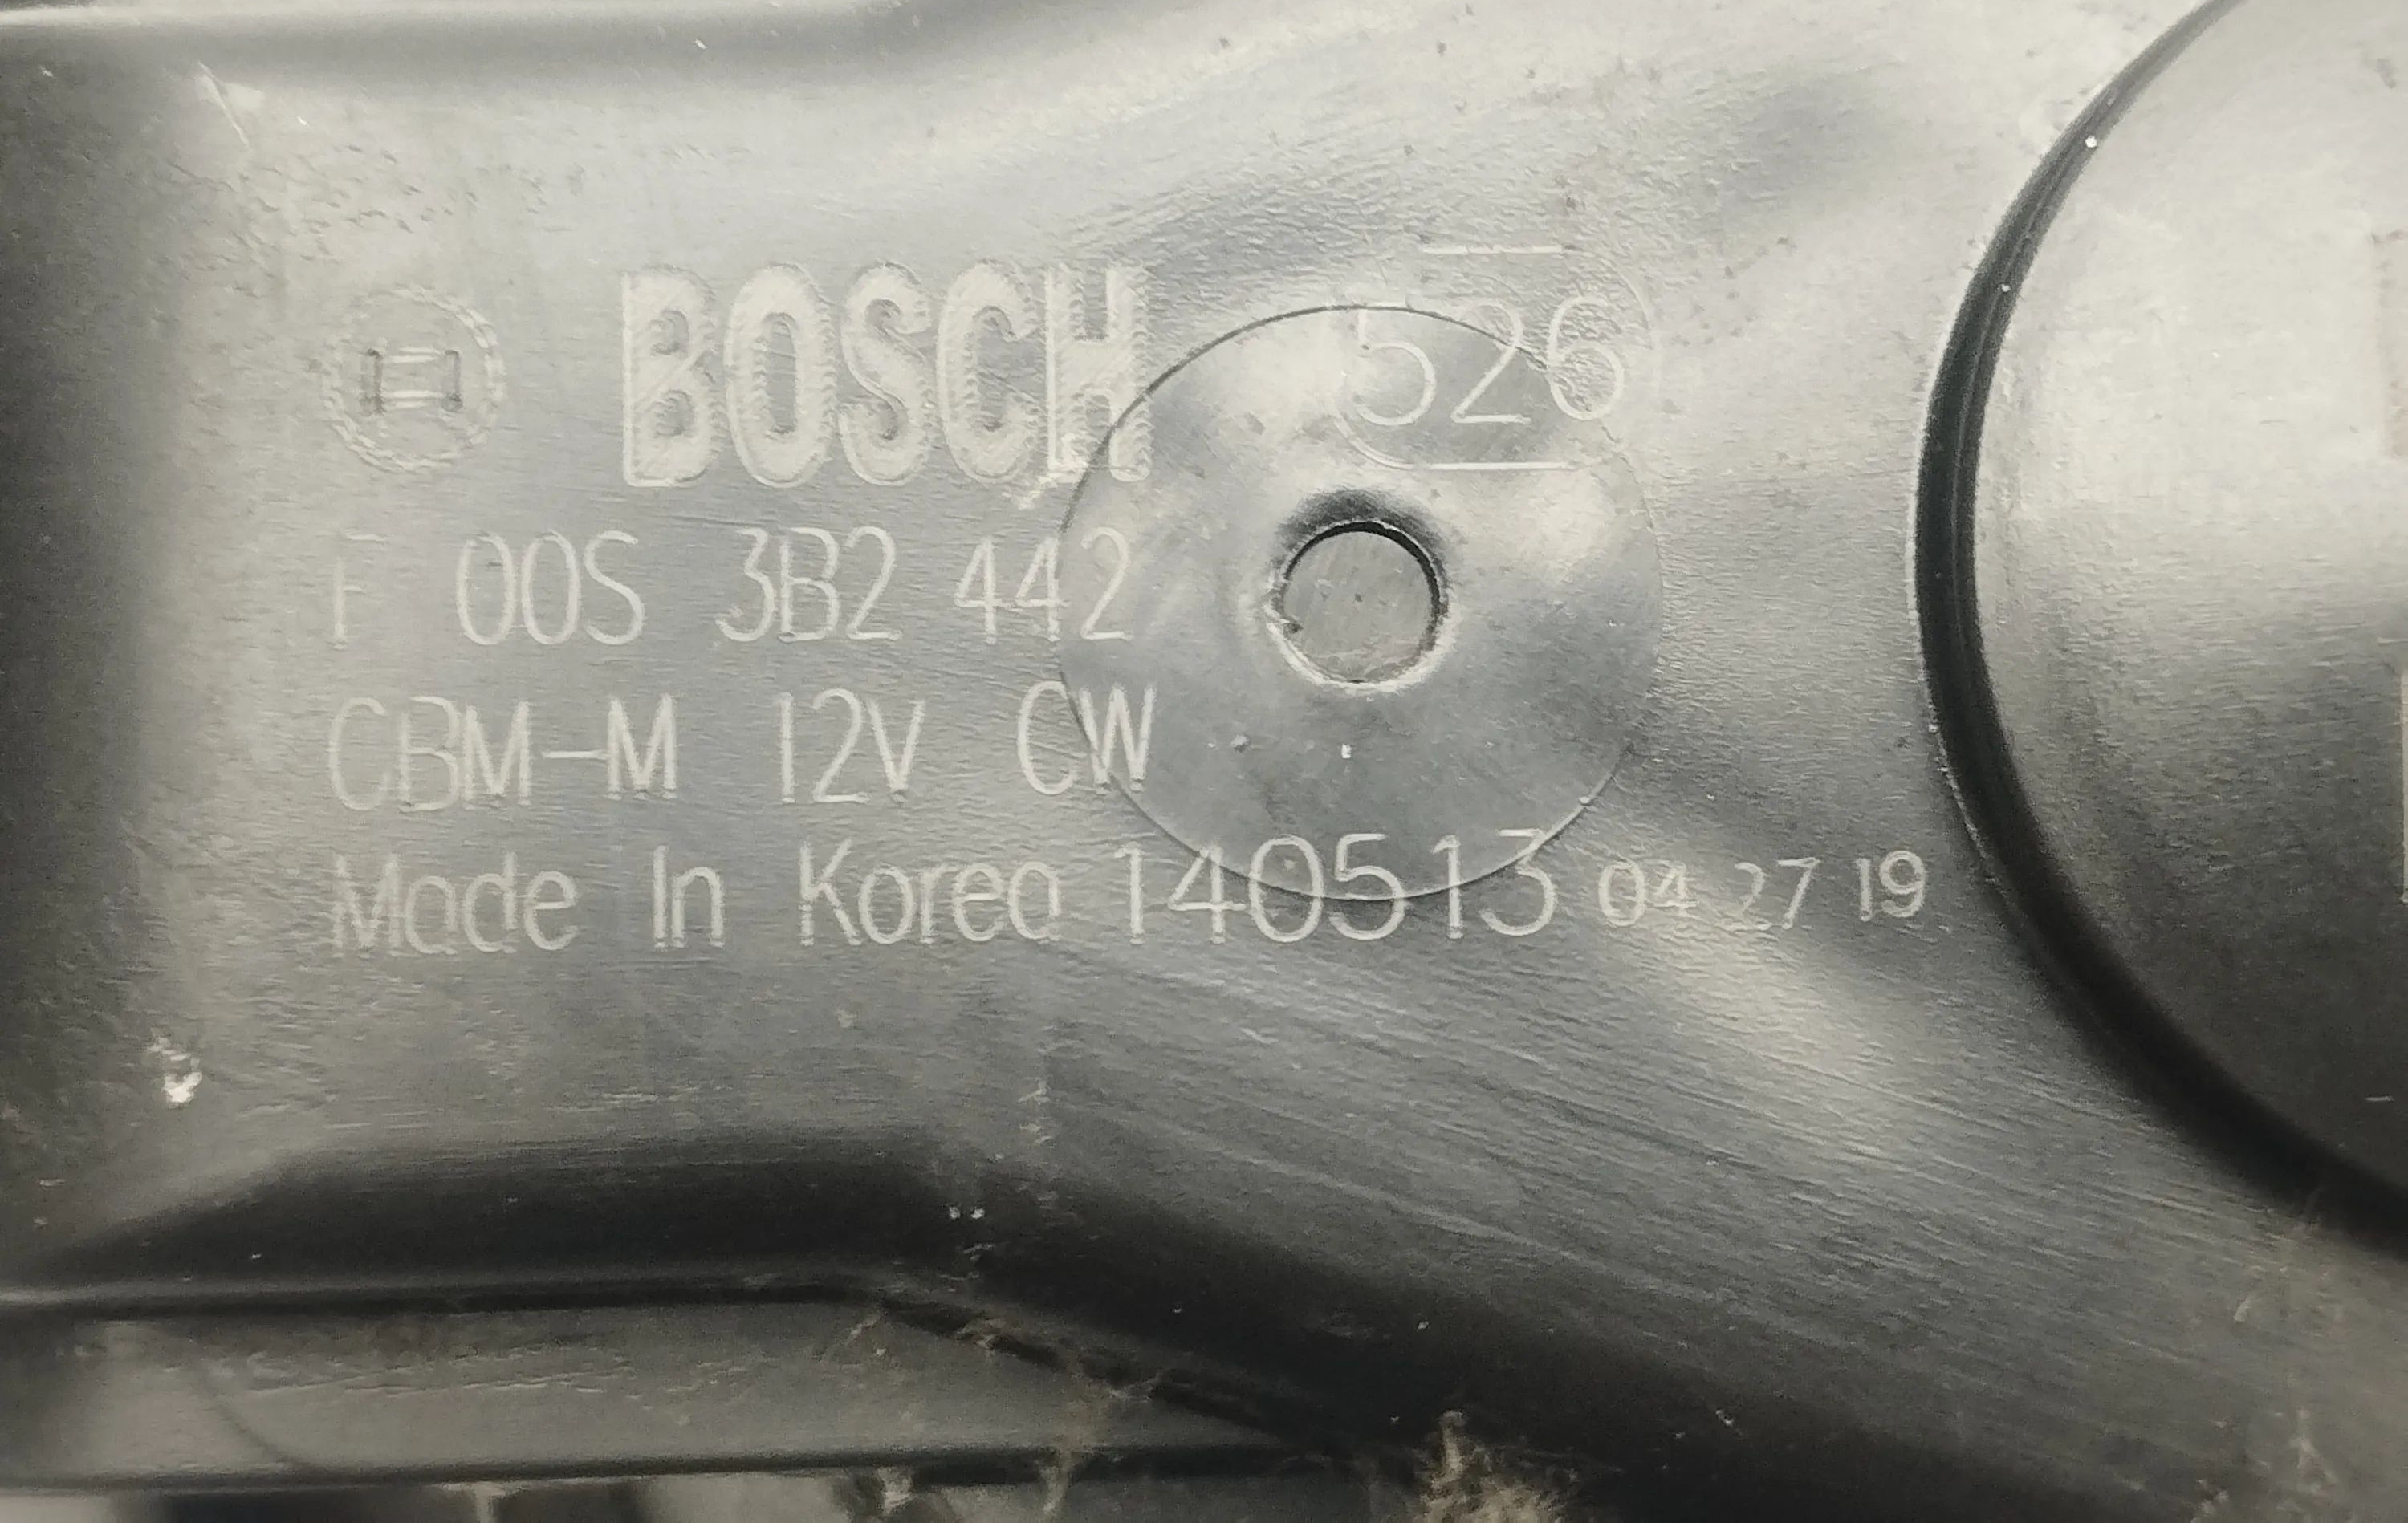 BOSCH 526
F 00S 3B2 442
CBM-M 12V CW
Made In Korea 140513 04 27 19